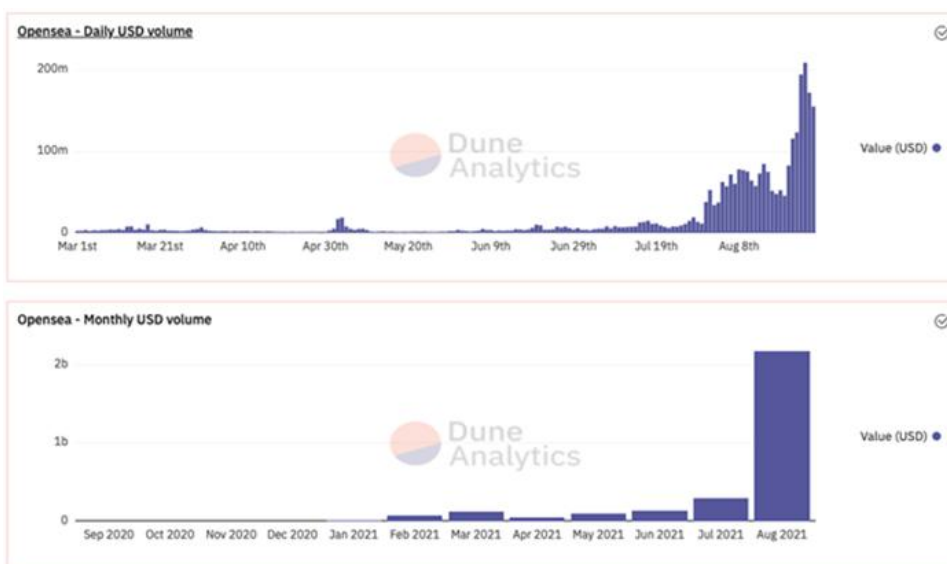 Opensea - Daily USD volume
200m
Dune
Analytics
100m
Value (USD)
0
Mar 1st Mar 21st Apr 10th Apr 30th May 20th Jun 9th Jun 29th Jul 19th Aug 8th
Opensea - Monthly USD volume
2b
Dune
Analytics
1b
Value (USD)
0
Sep 2020 Oct 2020 Nov 2020 Dec 2020 Jan 2021 Feb 2021 Mar 2021 Apr 2021 May 2021 Jun 2021 Jul 2021 Aug 2021